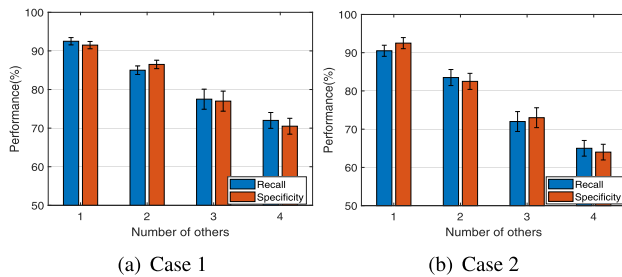 100
90
80
70
60
50
Performance(%)
1 2 3 4
Number of others
Recall
Specificity
(a) Case 1
100
90
80
70
60
50
Performance(%)
1 2 3 4
Number of others
Recall
Specificity
(b) Case 2